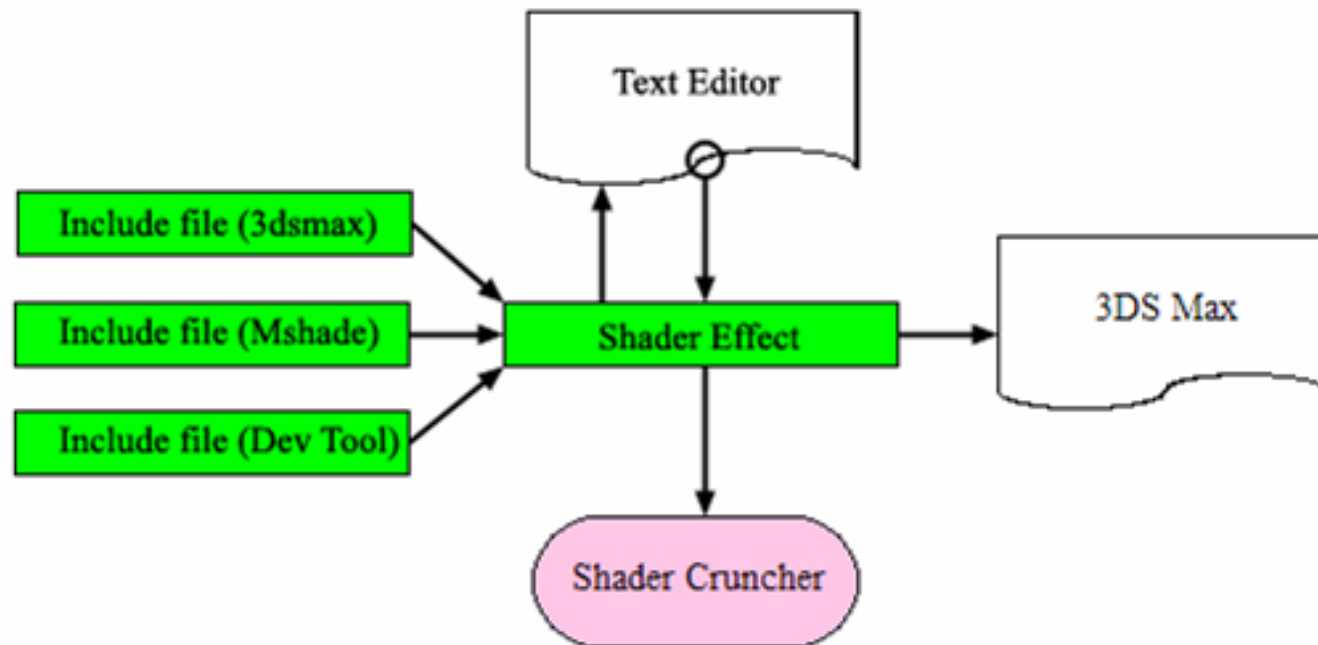 Text Editor
Include file (3dsmax)
Include file (Mshade)
Shader Effect
3DS Max
Include file (Dev Tool)
Shader Cruncher